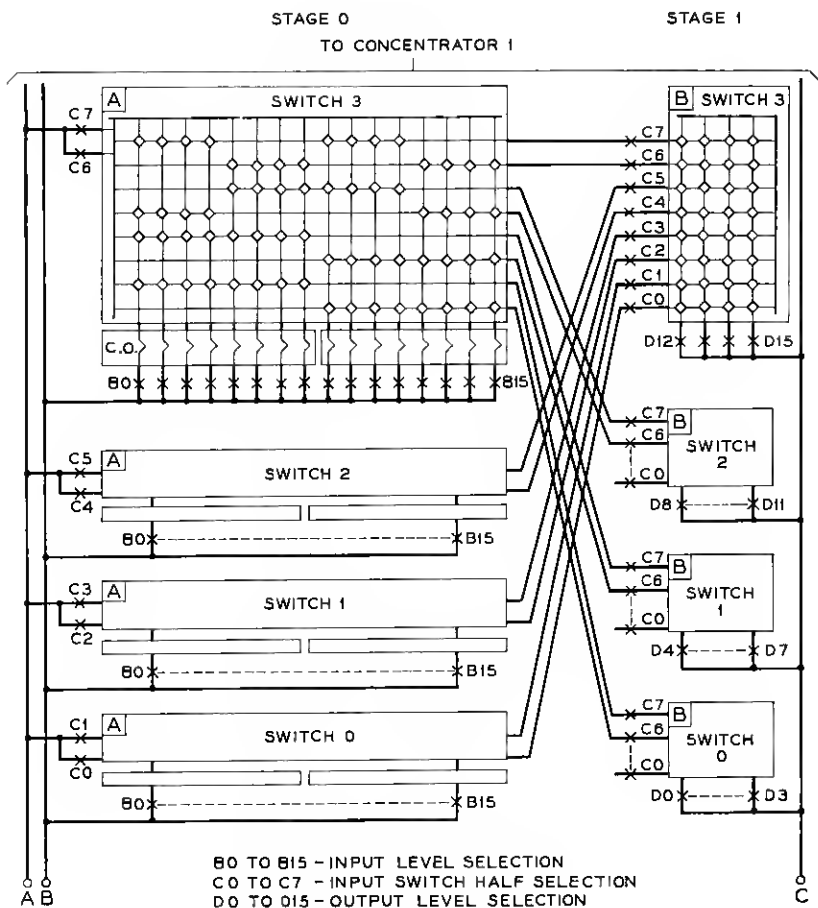 STAGE 0
STAGE 1
TO CONCENTRATOR 1
A
SWITCH 3
C7
C6
C.O.
B0
B15
B
SWITCH 3
C7
C6
C5
C4
C3
C2
C1
C0
D12
D15
A
SWITCH 2
C5
C4
B0
B15
B
SWITCH
2
C7
C6
C0
D8
D11
A
SWITCH 1
C3
C2
B0
B15
B
SWITCH
1
C7
C6
C0
D4
D7
A
SWITCH 0
C1
C0
B0
B15
B
SWITCH
0
C7
C6
C0
D0
D3
B0 TO B15 - INPUT LEVEL SELECTION
C0 TO C7 - INPUT SWITCH HALF SELECTION
D0 TO D15 - OUTPUT LEVEL SELECTION
A B
C